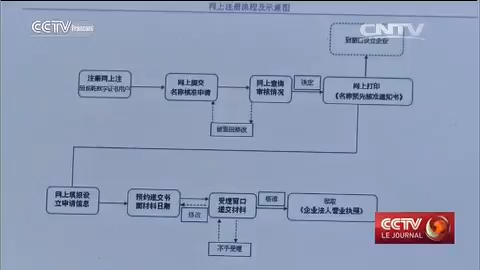 网上注册流程及示意图
CCTV
Francais
CNTV
到窗口设立企业
注册网上注
网上提交
名称核准申请
网上查询
审核情况
核定
网上打印
《名称预先核准通知书》
被驳回修改
网上填报设
立申请信息
预约递交书
面材料日期
修改
受理窗口
递交材料
核准
领取
《企业法人营业执照》
不予受理
CCTV
LE JOURNAL